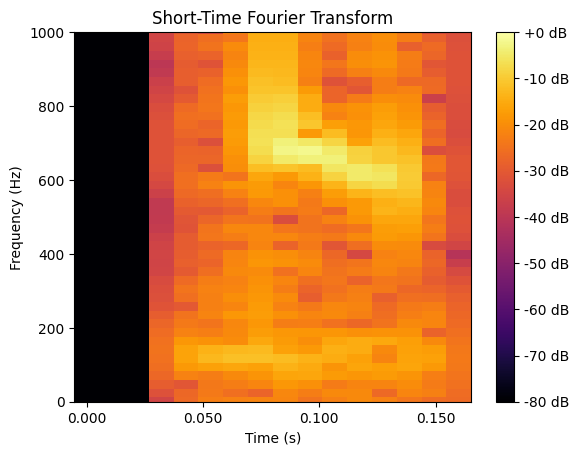 Short-Time Fourier Transform
1000
800
600
400
200
0
Frequency (Hz)
0.000
0.050
0.100
0.150
Time (s)
+0 dB
-10 dB
-20 dB
-30 dB
-40 dB
-50 dB
-60 dB
-70 dB
-80 dB